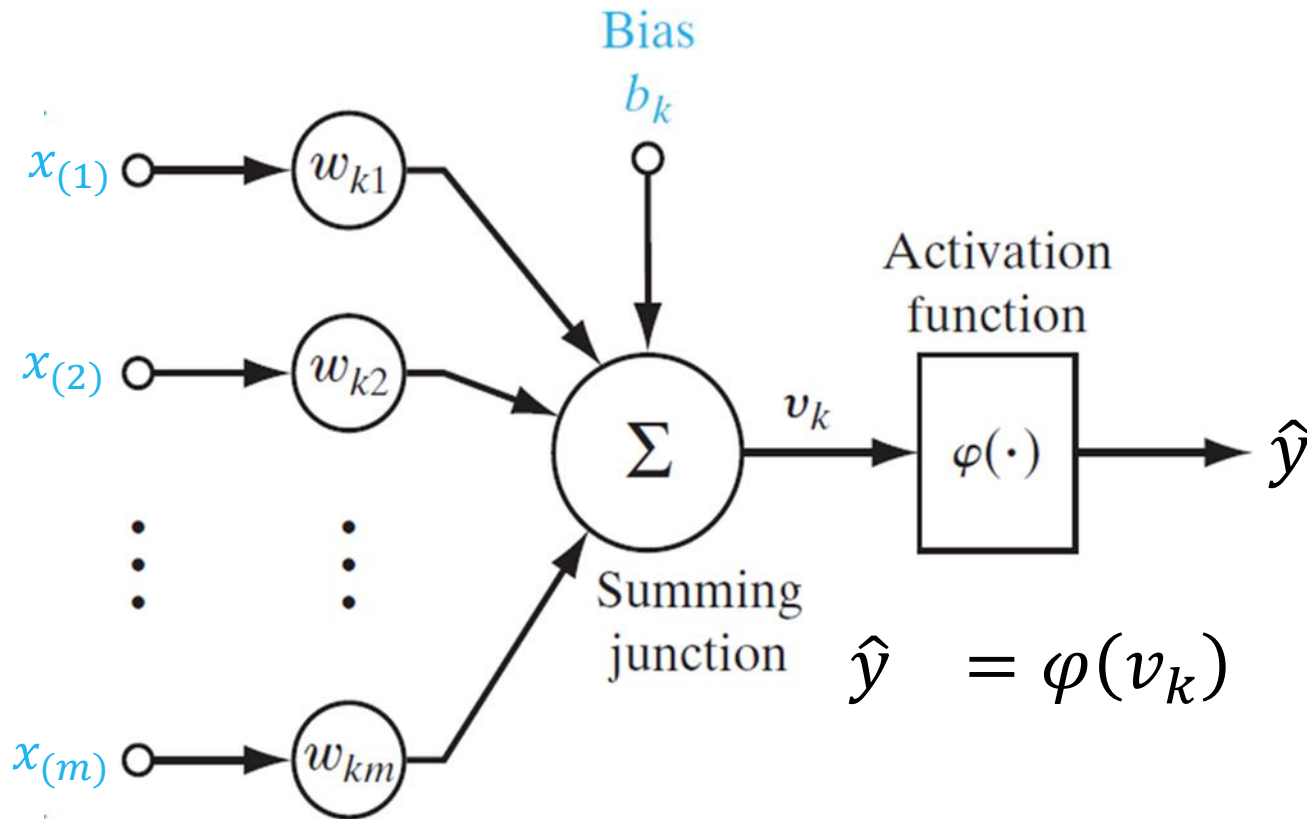 Bias
b_k
x_(1)
w_k1
Activation
function
x_(2)
w_k2
v_k
Σ
φ(·)
ŷ
Summing
junction
ŷ = φ(v_k)
x_(m)
w_km